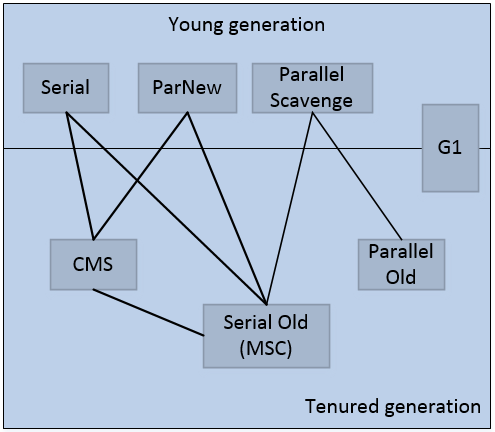 Young generation
Serial
ParNew
Parallel
Scavenge
G1
CMS
Parallel
Old
Serial Old
(MSC)
Tenured generation